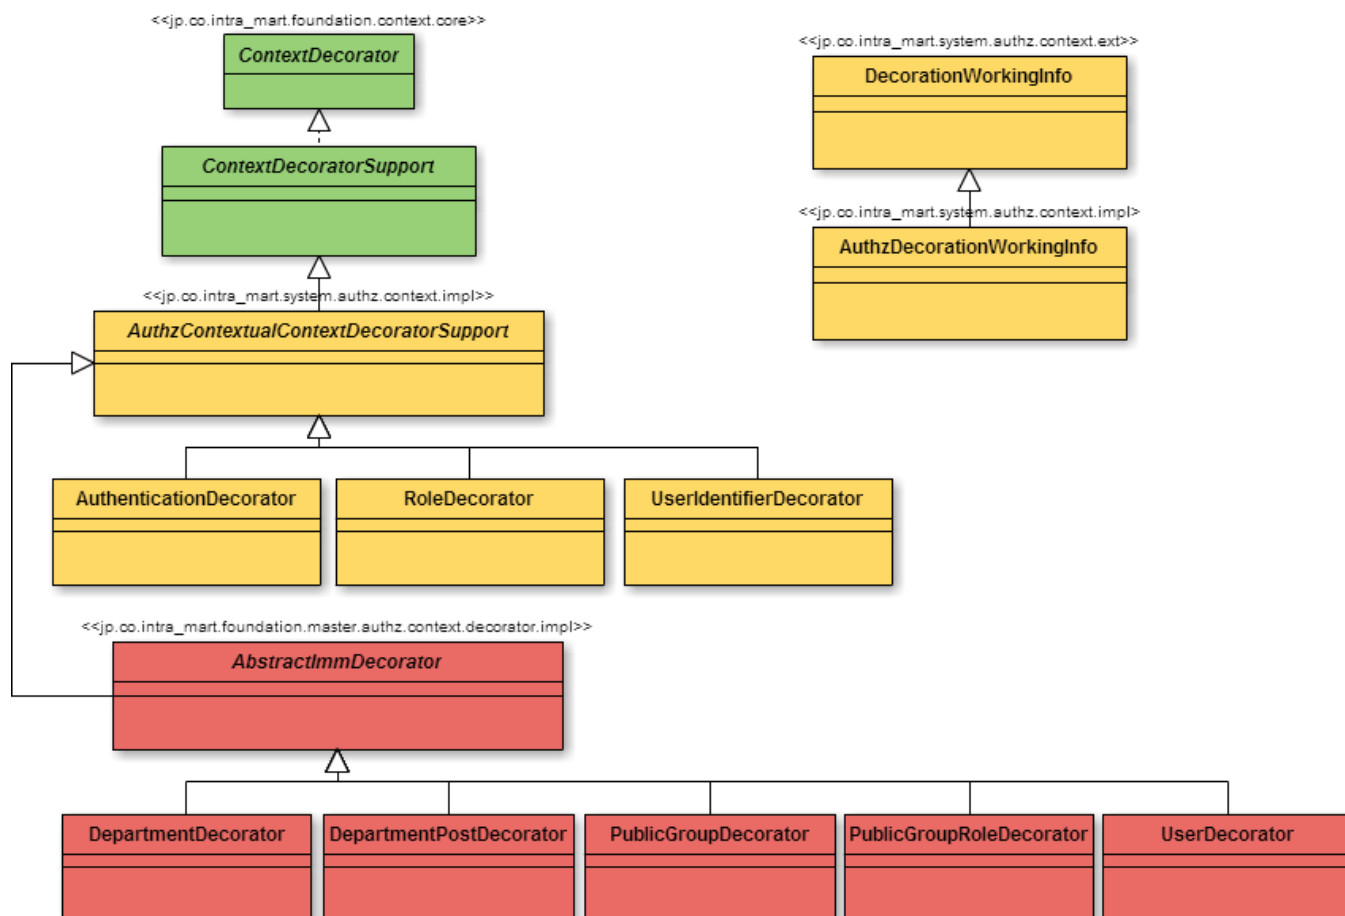 <<jp.co.intra_mart.foundation.context.core>>
ContextDecorator
ContextDecoratorSupport
<<jp.co.intra_mart.system.authz.context.ext>>
DecorationWorkingInfo
<<jp.co.intra_mart.system.authz.context.impl>
AuthzDecorationWorkingInfo
<<jp.co.intra_mart.system.authz.context.impl>>
AuthzContextualContextDecoratorSupport
AuthenticationDecorator
RoleDecorator
UserIdentifierDecorator
<<jp.co.intra_mart.foundation.master.authz.context.decorator.impl>>
AbstractImmDecorator
DepartmentDecorator
DepartmentPostDecorator
PublicGroupDecorator
PublicGroupRoleDecorator
UserDecorator